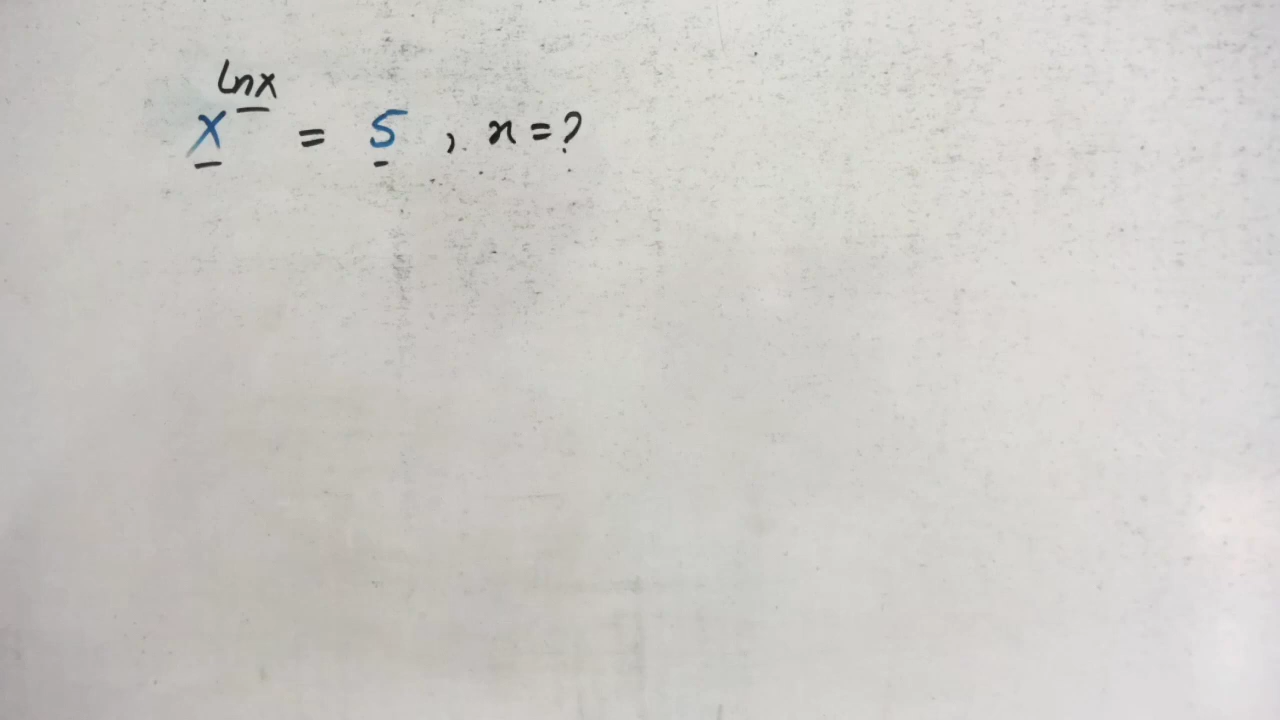 x^lnx = 5 , x = ?